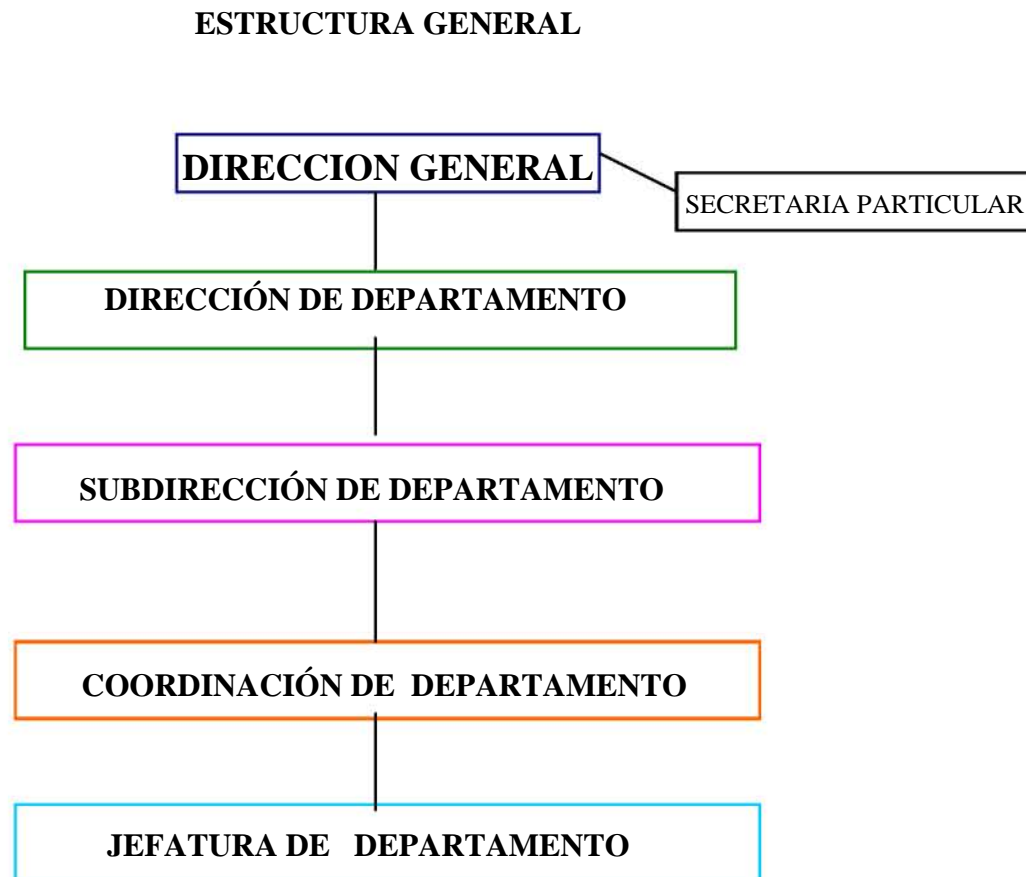 ESTRUCTURA GENERAL
DIRECCION GENERAL
SECRETARIA PARTICULAR
DIRECCIÓN DE DEPARTAMENTO
SUBDIRECCIÓN DE DEPARTAMENTO
COORDINACIÓN DE DEPARTAMENTO
JEFATURA DE DEPARTAMENTO